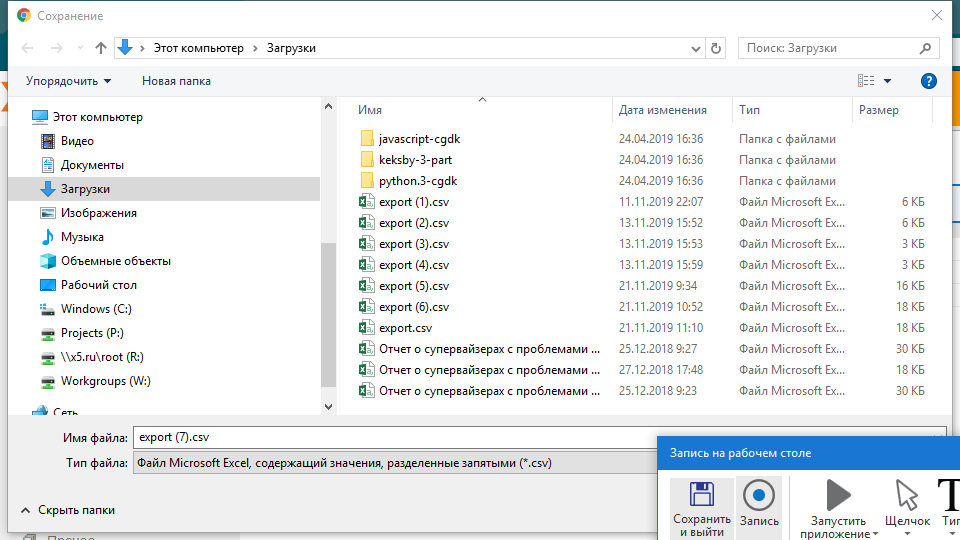 Сохранение
Этот компьютер > Загрузки
Поиск: Загрузки
Упорядочить
Новая папка
?
Этот компьютер
Видео
Документы
Загрузки
Изображения
Музыка
Объемные объекты
Рабочий стол
Windows (C:)
Projects (P:)
\\x5.ru\root (R:)
Workgroups (W:)
Сеть
Имя Дата изменения Тип Размер
javascript-cgdk 24.04.2019 16:36 Папка с файлами
keksby-3-part 24.04.2019 16:36 Папка с файлами
python.3-cgdk 24.04.2019 16:36 Папка с файлами
export (1).csv 11.11.2019 22:07 Файл Microsoft Ex... 6 КБ
export (2).csv 13.11.2019 15:52 Файл Microsoft Ex... 6 КБ
export (3).csv 13.11.2019 15:53 Файл Microsoft Ex... 3 КБ
export (4).csv 13.11.2019 15:59 Файл Microsoft Ex... 3 КБ
export (5).csv 21.11.2019 9:34 Файл Microsoft Ex... 16 КБ
export (6).csv 21.11.2019 10:52 Файл Microsoft Ex... 18 КБ
export.csv 21.11.2019 11:10 Файл Microsoft Ex... 18 КБ
Отчет о супервайзерах с проблемами ... 25.12.2018 9:27 Файл Microsoft Ex... 30 КБ
Отчет о супервайзерах с проблемами ... 27.12.2018 17:48 Файл Microsoft Ex... 18 КБ
Отчет о супервайзерах с проблемами ... 25.12.2018 9:23 Файл Microsoft Ex... 30 КБ
Имя файла: export (7).csv
Тип файла: Файл Microsoft Excel, содержащий значения, разделенные запятыми (*.csv)
Скрыть папки
Запись на рабочем столе
Сохранить
и выйти
Запись
Запустить
приложение
Щелчок
Прочее